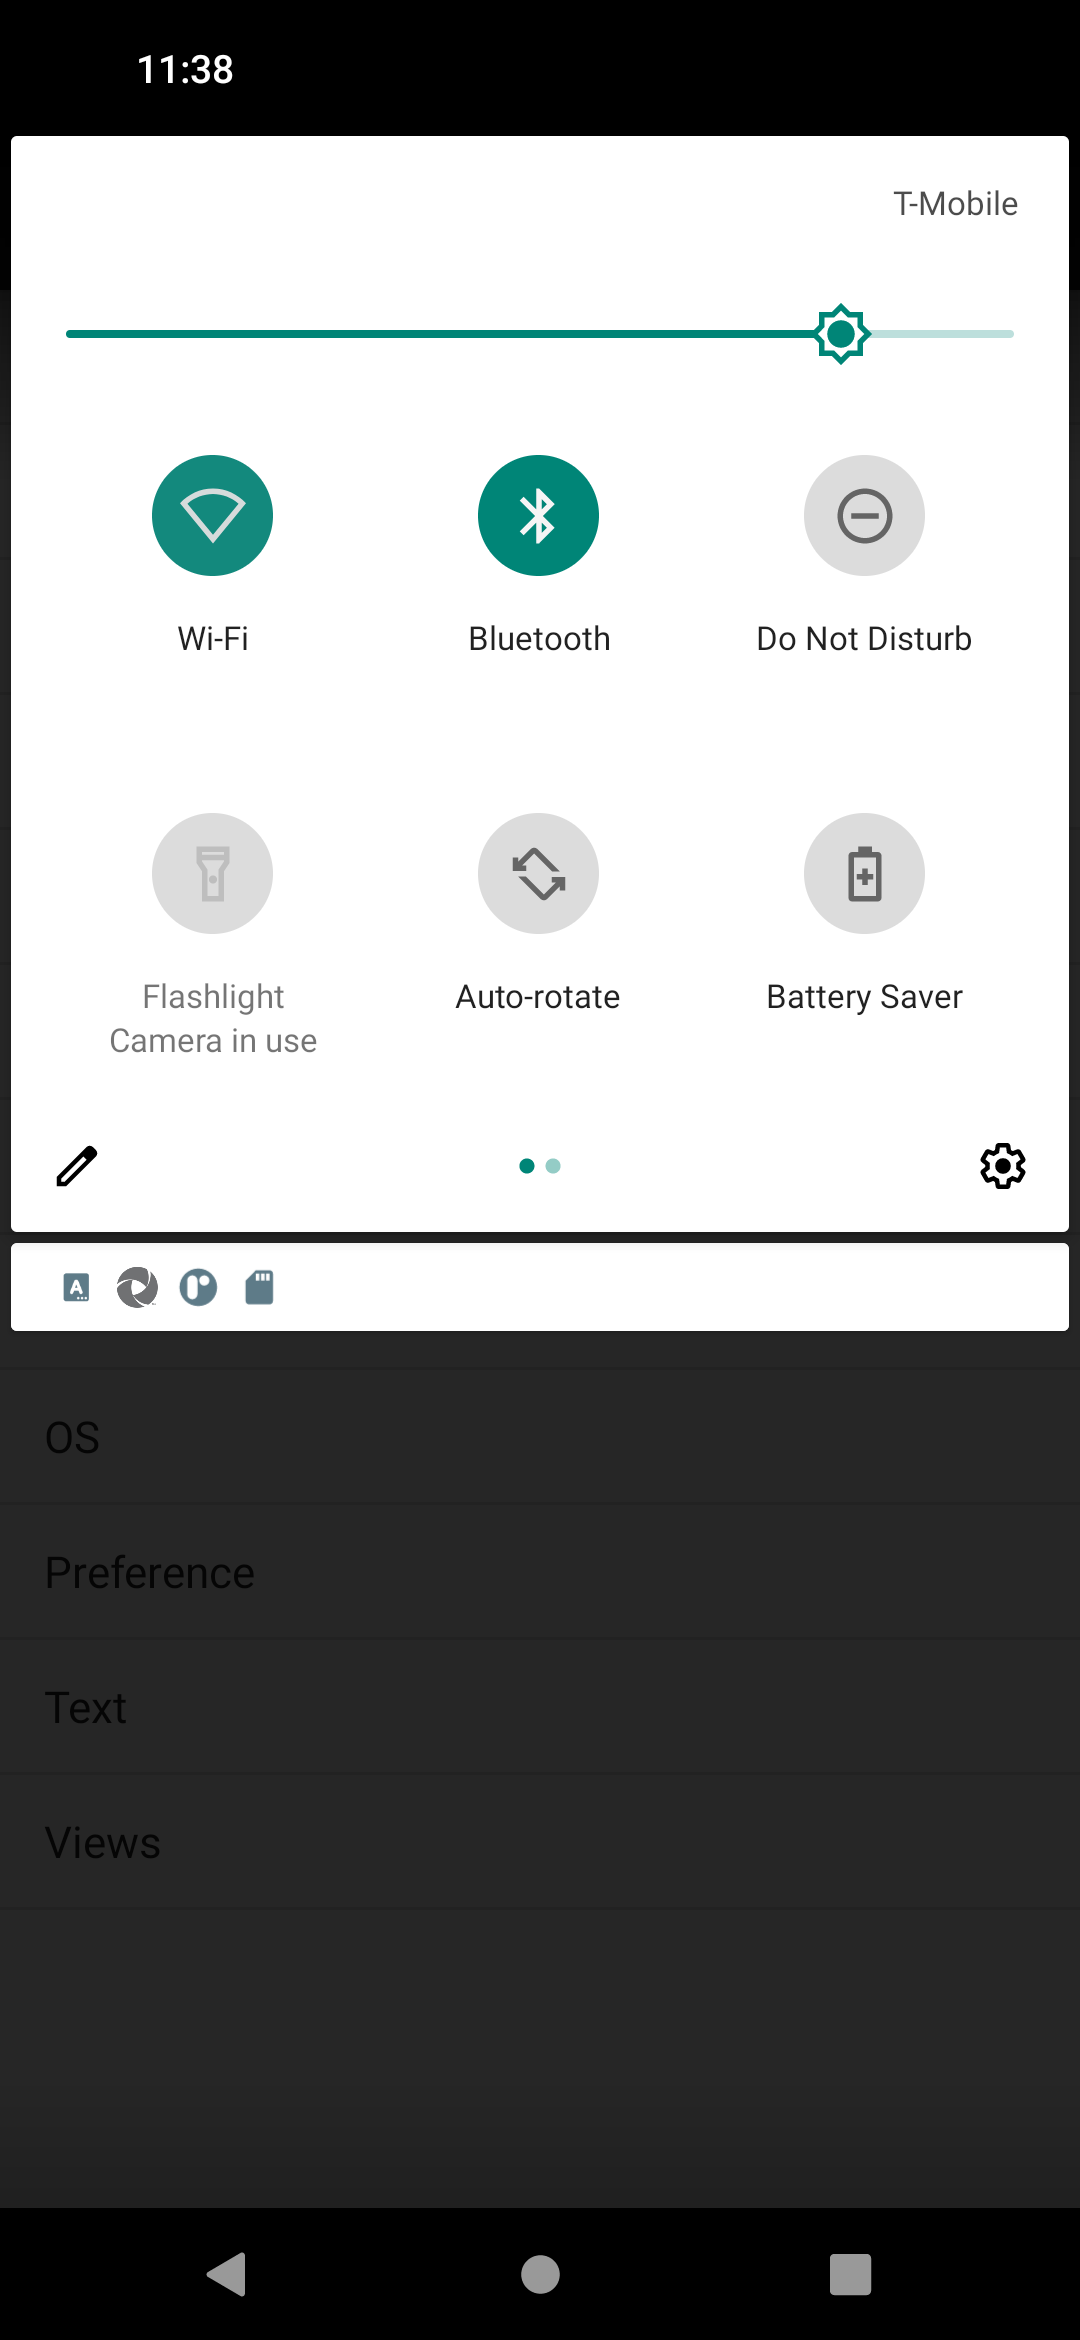 11:38
T-Mobile
Wi-Fi
Bluetooth
Do Not Disturb
Flashlight
Camera in use
Auto-rotate
Battery Saver
A
OS
Preference
Text
Views